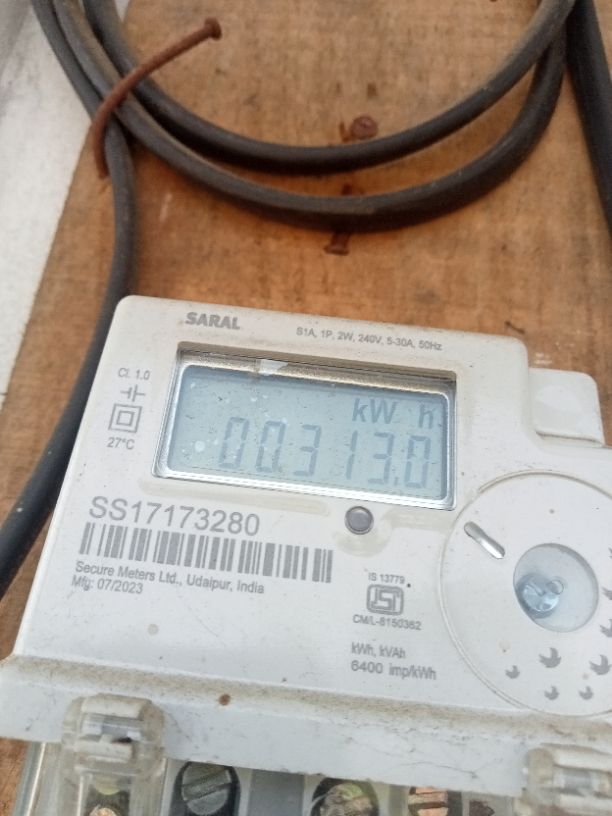 SARAL
S1A, 1P, 2W, 240V, 5-30A, 50Hz
Cl. 1.0
27°C
kW h
00313.0
SS17173280
Secure Meters Ltd., Udaipur, India
Mfg: 07/2023
IS 13779
CM/L-8150362
kWh, kVAh
6400 imp/kWh